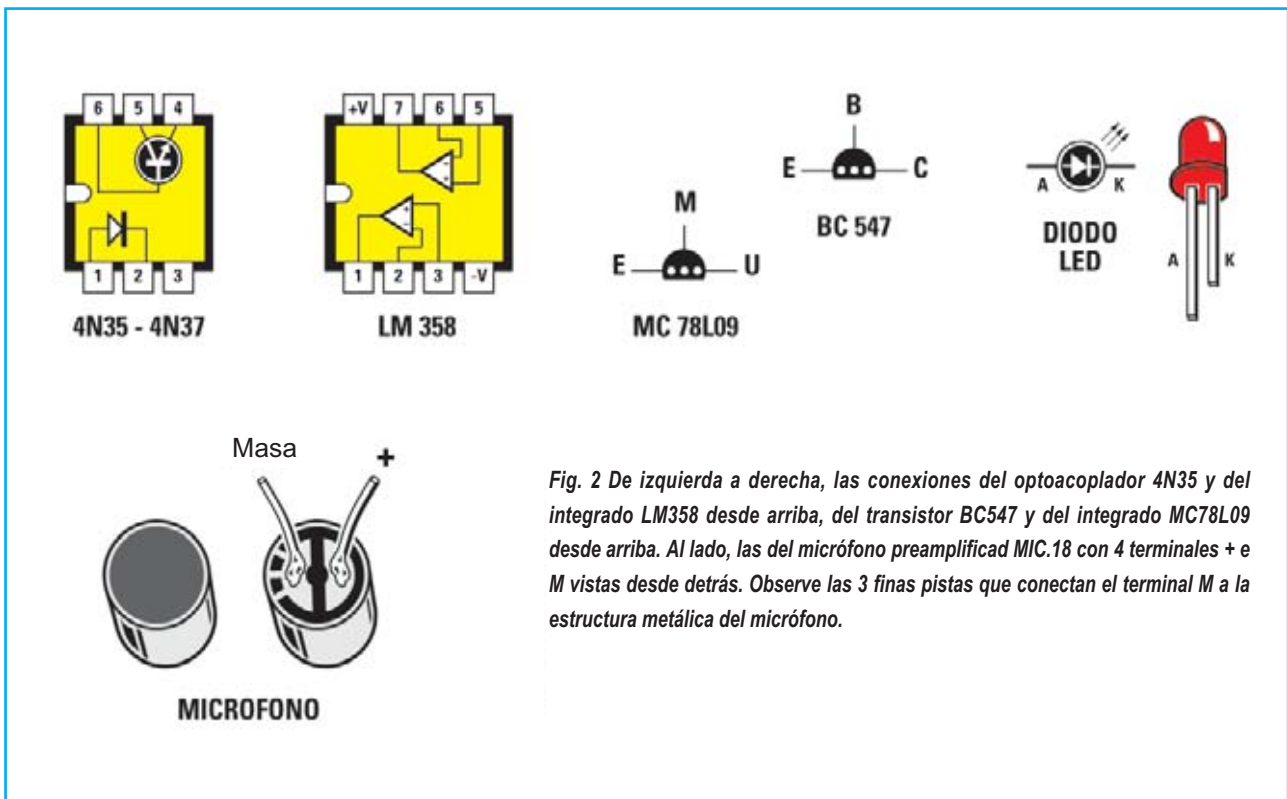 6 5 4
1 2 3
4N35 - 4N37
+V 7 6 5
1 2 3 -V
LM 358
M
E U
MC 78L09
B
E C
BC 547
A K
DIODO
LED
A K
Masa +
MICROFONO
Fig. 2 De izquierda a derecha, las conexiones del optoacoplador 4N35 y del
integrado LM358 desde arriba, del transistor BC547 y del integrado MC78L09
desde arriba. Al lado, las del micrófono preamplificad MIC.18 con 4 terminales + e
M vistas desde detrás. Observe las 3 finas pistas que conectan el terminal M a la
estructura metálica del micrófono.